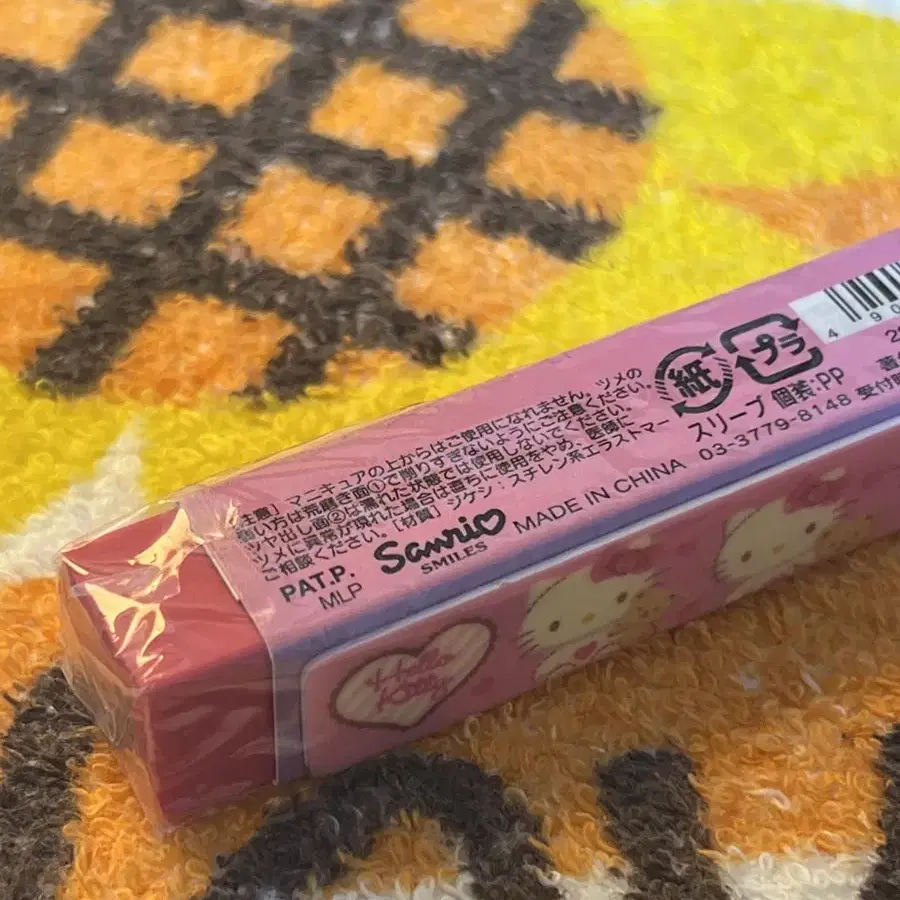 【注意】マニキュアの上からはご使用になれません。ツメの
弱い方は荒磨き面①で削りすぎないようにご注意ください。
ツヤ出し面②は濡れた状態では使用しないでください。
ツメに異常が現れた場合は直ちに使用をやめ、医師に
ご相談ください。【材質】ジケシ:スチレン系エラストマー
PAT.P.
MLP
Sanrio
SMILES
MADE IN CHINA
紙
プラ
スリーブ 個装:PP
03-3779-8148 受付時
490
Hello
Kitty